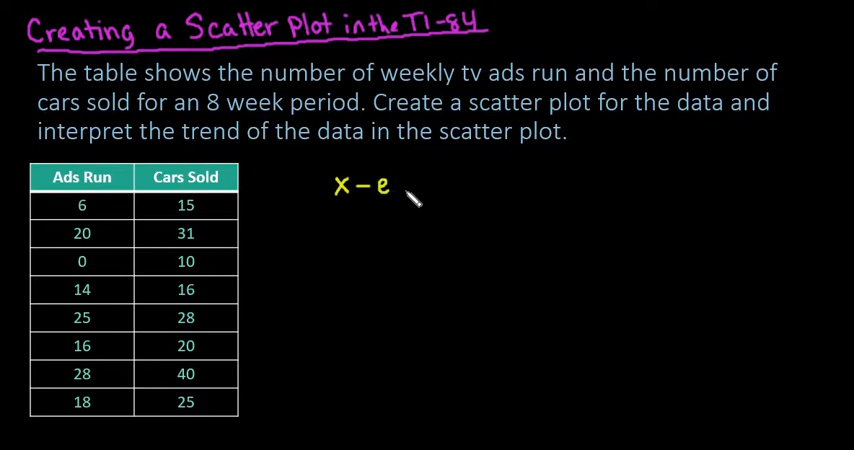 Creating a Scatter Plot in the TI-84
The table shows the number of weekly tv ads run and the number of
cars sold for an 8 week period. Create a scatter plot for the data and
interpret the trend of the data in the scatter plot.
Ads Run Cars Sold
6 15
20 31
0 10
14 16
25 28
16 20
28 40
18 25
x - e